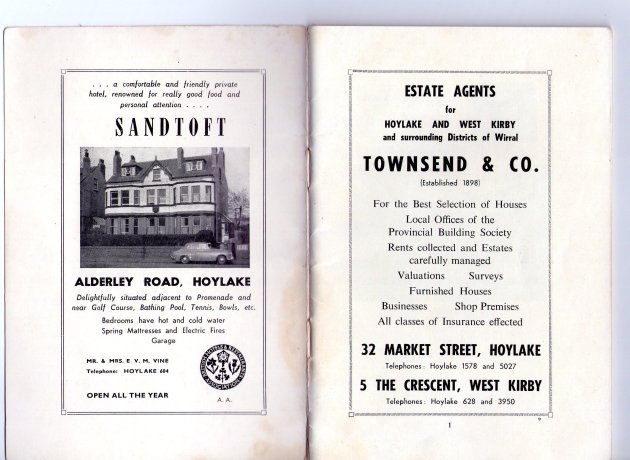 . . . a comfortable and friendly private
hotel, renowned for really good food and
personal attention . . . .
SANDTOFT
ALDERLEY ROAD, HOYLAKE
Delightfully situated adjacent to Promenade and
near Golf Course, Bathing Pool, Tennis, Bowls, etc.
Bedrooms have hot and cold water
Spring Mattresses and Electric Fires
Garage
MR. & MRS. E. V. M. VINE
Telephone: HOYLAKE 604
OPEN ALL THE YEAR
BRITISH HOTELS & RESTAURANTS
ASSOCIATION
A. A.
ESTATE AGENTS
for
HOYLAKE AND WEST KIRBY
and surrounding Districts of Wirral
TOWNSEND & CO.
(Established 1898)
For the Best Selection of Houses
Local Offices of the
Provincial Building Society
Rents collected and Estates
carefully managed
Valuations Surveys
Furnished Houses
Businesses Shop Premises
All classes of Insurance effected
32 MARKET STREET, HOYLAKE
Telephones: Hoylake 1578 and 5027
5 THE CRESCENT, WEST KIRBY
Telephones: Hoylake 628 and 3950
1